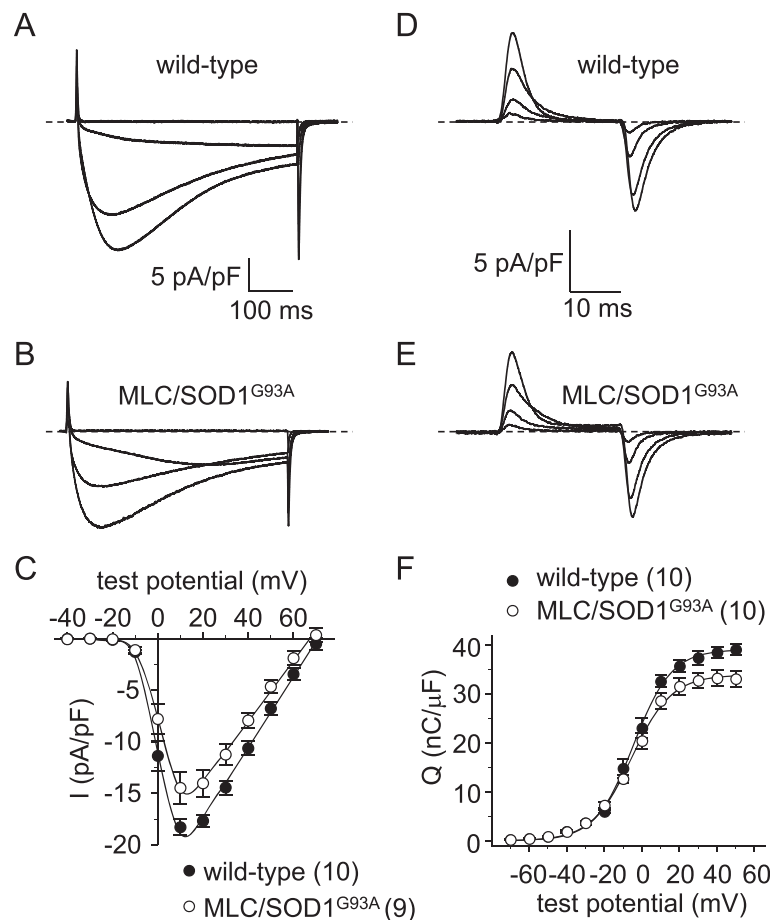 A
wild-type
5 pA/pF
100 ms
B
MLC/SOD1G93A
C
test potential (mV)
-40 -20 0 20 40 60
-5
-10
-15
-20
I (pA/pF)
wild-type (10)
MLC/SOD1G93A (9)
D
wild-type
5 pA/pF
10 ms
E
MLC/SOD1G93A
F
wild-type (10)
MLC/SOD1G93A (10)
40
30
20
10
0
Q (nC/µF)
-60 -40 -20 0 20 40 60
test potential (mV)